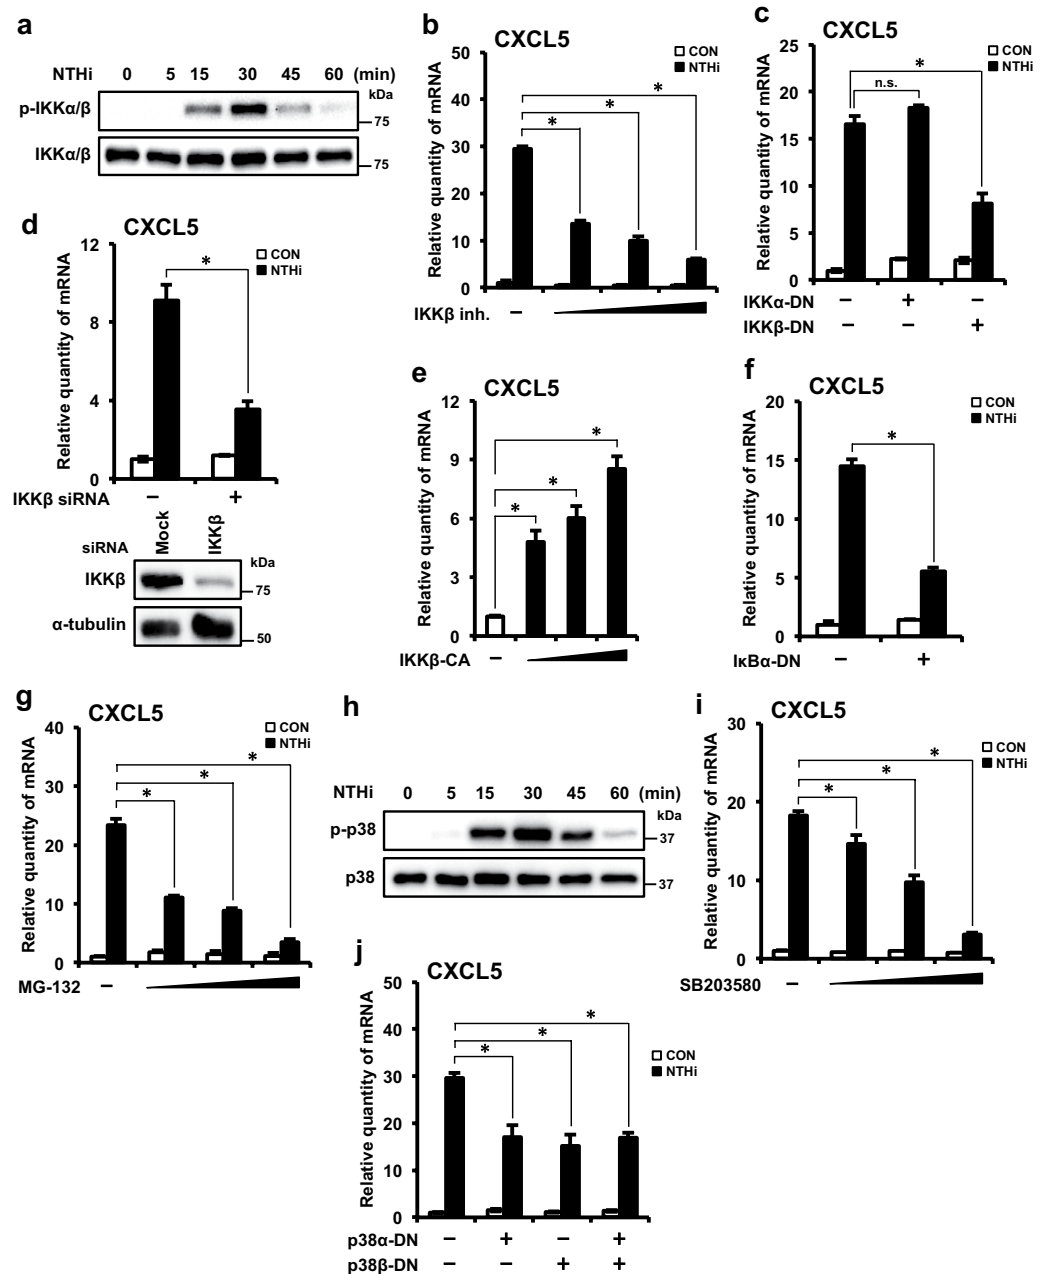 a
NTHi 0 5 15 30 45 60 (min)
kDa
p-IKKα/β
75
IKKα/β
75
b
CXCL5
CON
NTHi
Relative quantity of mRNA
50
40
30
20
10
0
IKKβ inh. −
* * *
c
CXCL5
CON
NTHi
Relative quantity of mRNA
25
20
15
10
5
0
*
n.s.
IKKα-DN − + −
IKKβ-DN − − +
d
CXCL5
CON
NTHi
Relative quantity of mRNA
12
8
4
0
*
IKKβ siRNA − +
siRNA Mock IKKβ
kDa
IKKβ
75
α-tubulin
50
e
CXCL5
Relative quantity of mRNA
12
9
6
3
0
* * *
IKKβ-CA −
f
CXCL5
CON
NTHi
Relative quantity of mRNA
20
15
10
5
0
*
IκBα-DN − +
g
CXCL5
CON
NTHi
Relative quantity of mRNA
40
30
20
10
0
* * *
MG-132 −
h
NTHi 0 5 15 30 45 60 (min)
kDa
p-p38
37
p38
37
i
CXCL5
CON
NTHi
Relative quantity of mRNA
30
20
10
0
* * *
SB203580 −
j
CXCL5
CON
NTHi
Relative quantity of mRNA
50
40
30
20
10
0
* * *
p38α-DN − + − +
p38β-DN − − + +